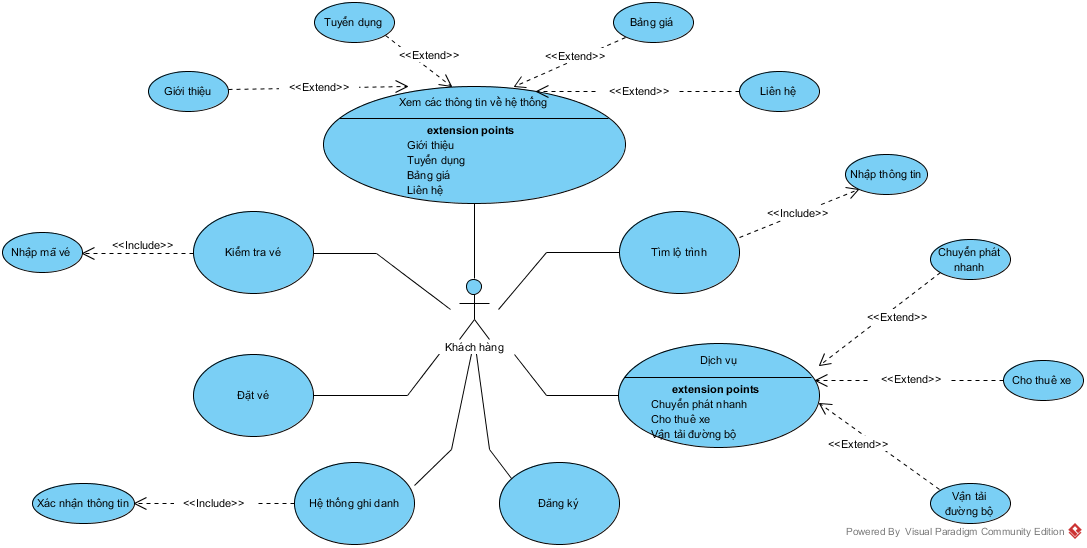 Tuyển dụng
Bảng giá
<<Extend>>
<<Extend>>
Giới thiệu
<<Extend>>
<<Extend>>
Liên hệ
Xem các thông tin về hệ thống
extension points
Giới thiệu
Tuyển dụng
Bảng giá
Liên hệ
Nhập thông tin
<<Include>>
Nhập mã vé
<<Include>>
Kiểm tra vé
Tìm lộ trình
Chuyển phát
nhanh
<<Extend>>
Khách hàng
Dịch vụ
extension points
Chuyển phát nhanh
Cho thuê xe
Vận tải đường bộ
<<Extend>>
Cho thuê xe
Đặt vé
<<Extend>>
Vận tải
đường bộ
Xác nhận thông tin
<<Include>>
Hệ thống ghi danh
Đăng ký
Powered By Visual Paradigm Community Edition